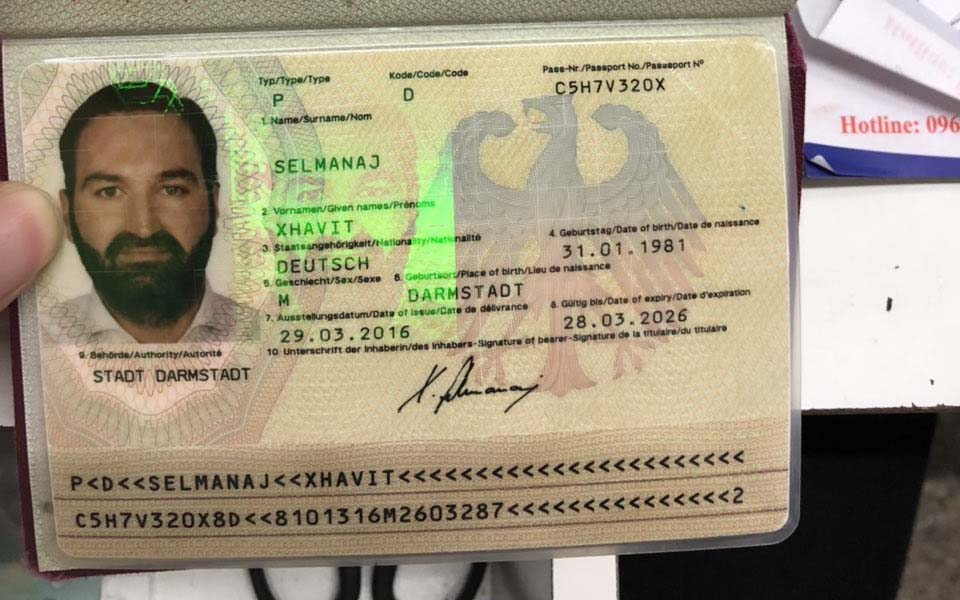 Typ/Type/Type
Kode/Code/Code
Pass-Nr./Passport No./Passeport N°
P
D
C5H7V320X
1. Name/Surname/Nom
SELMANAJ
2. Vornamen/Given names/Prénoms
XHAVIT
3. Staatsangehörigkeit/Nationality/Nationalité
4. Geburtstag/Date of birth/Date de naissance
DEUTSCH
31.01.1981
5. Geschlecht/Sex/Sexe
6. Geburtsort/Place of birth/Lieu de naissance
M
DARMSTADT
7. Ausstellungsdatum/Date of issue/Date de délivrance
8. Gültig bis/Date of expiry/Date d'expiration
29.03.2016
28.03.2026
9. Behörde/Authority/Autorité
10. Unterschrift der Inhaberin/des Inhabers-Signature of bearer-Signature de la titulaire/du titulaire
STADT DARMSTADT
X. Selmanaj
P<D<<SELMANAJ<<XHAVIT<<<<<<<<<<<<<<<<<<<<<<<
C5H7V320X8D<<8101316M2603287<<<<<<<<<<<<<<<2
Hotline: 096